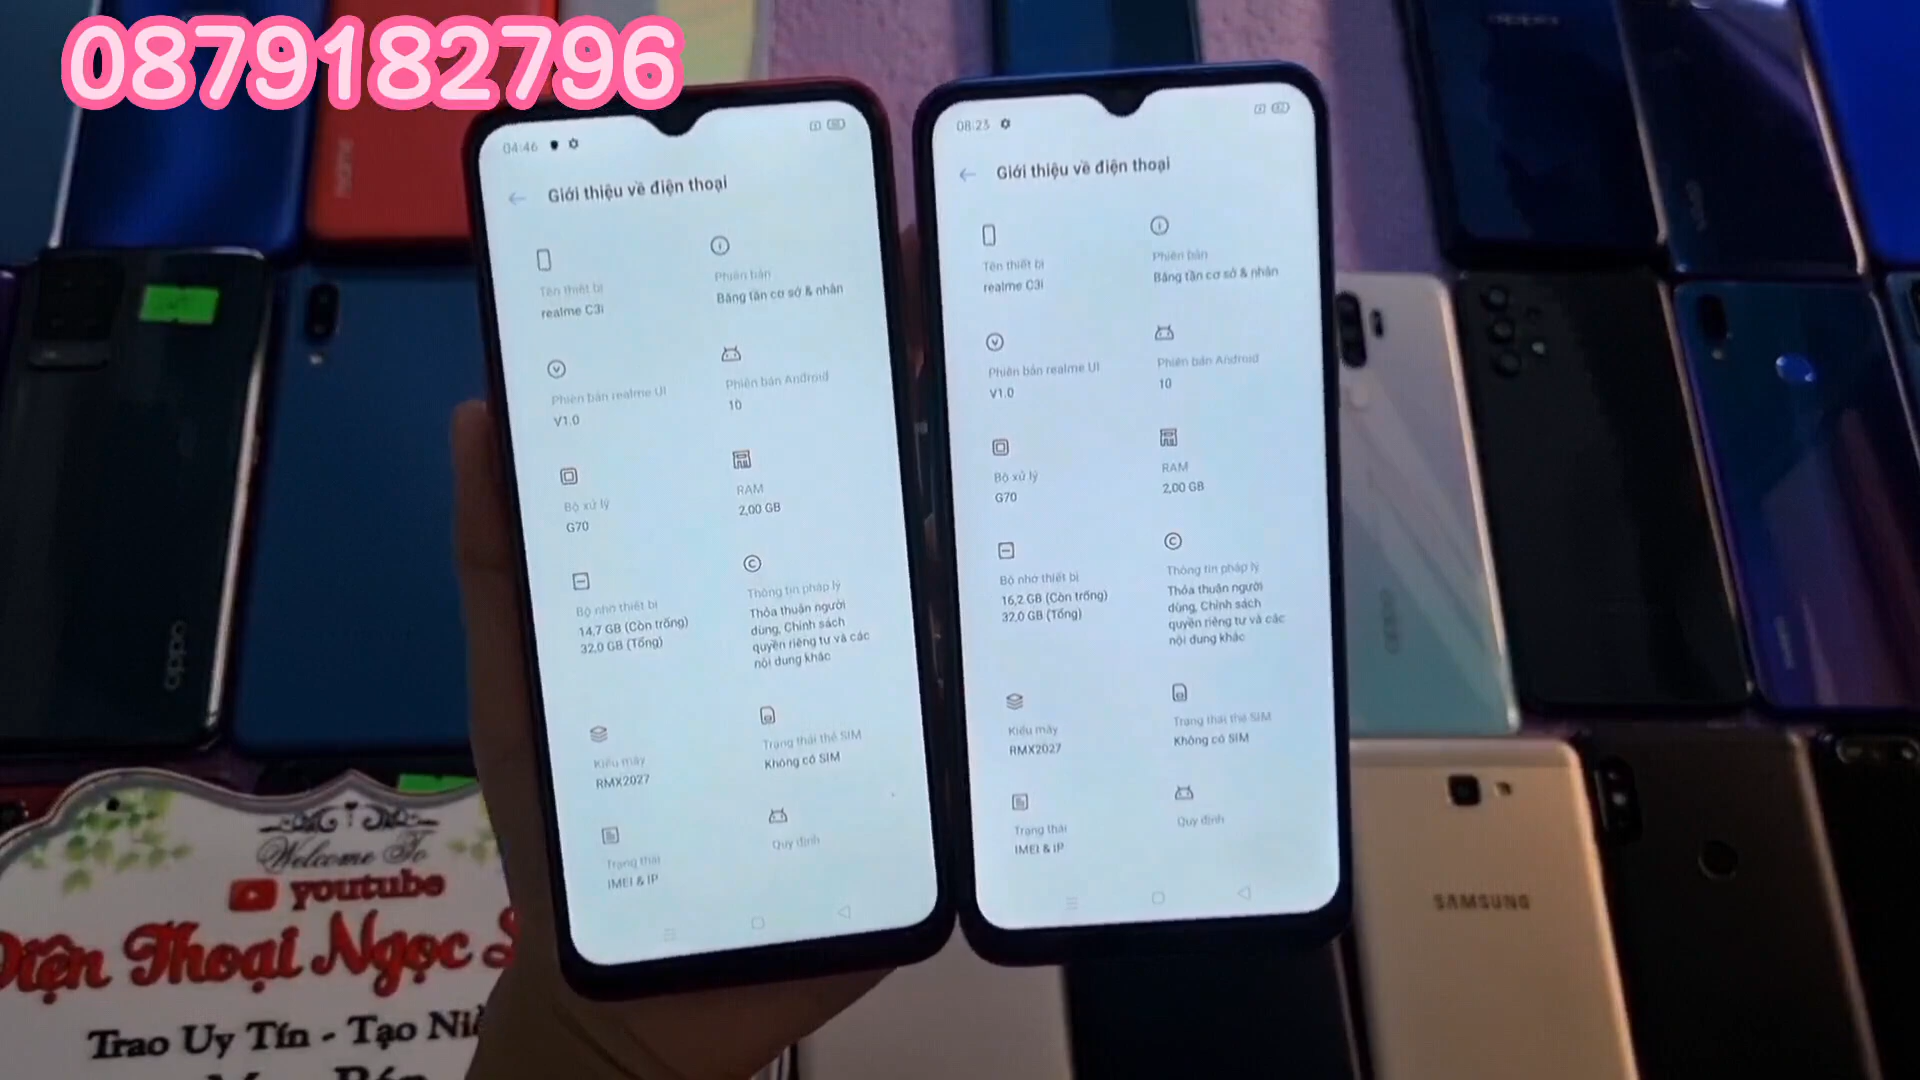 0879182796
04:46
Giới thiệu về điện thoại
Tên thiết bị
realme C3i
Phiên bản
Băng tần cơ sở & nhân
Phiên bản realme UI
V1.0
Phiên bản Android
10
Bộ xử lý
G70
RAM
2,00 GB
Bộ nhớ thiết bị
14,7 GB (Còn trống)
32,0 GB (Tổng)
Thông tin pháp lý
Thỏa thuận người
dùng, Chính sách
quyền riêng tư và các
nội dung khác
Kiểu máy
RMX2027
Trạng thái thẻ SIM
Không có SIM
Trạng thái
IMEI & IP
Quy định
08:23
Giới thiệu về điện thoại
Tên thiết bị
realme C3i
Phiên bản
Băng tần cơ sở & nhân
Phiên bản realme UI
V1.0
Phiên bản Android
10
Bộ xử lý
G70
RAM
2,00 GB
Bộ nhớ thiết bị
16,2 GB (Còn trống)
32,0 GB (Tổng)
Thông tin pháp lý
Thỏa thuận người
dùng, Chính sách
quyền riêng tư và các
nội dung khác
Kiểu máy
RMX2027
Trạng thái thẻ SIM
Không có SIM
Trạng thái
IMEI & IP
Quy định
realme
oppo
oppo
SAMSUNG
Welcome To
youtube
Điện Thoại Ngọc
Trao Uy Tín - Tạo